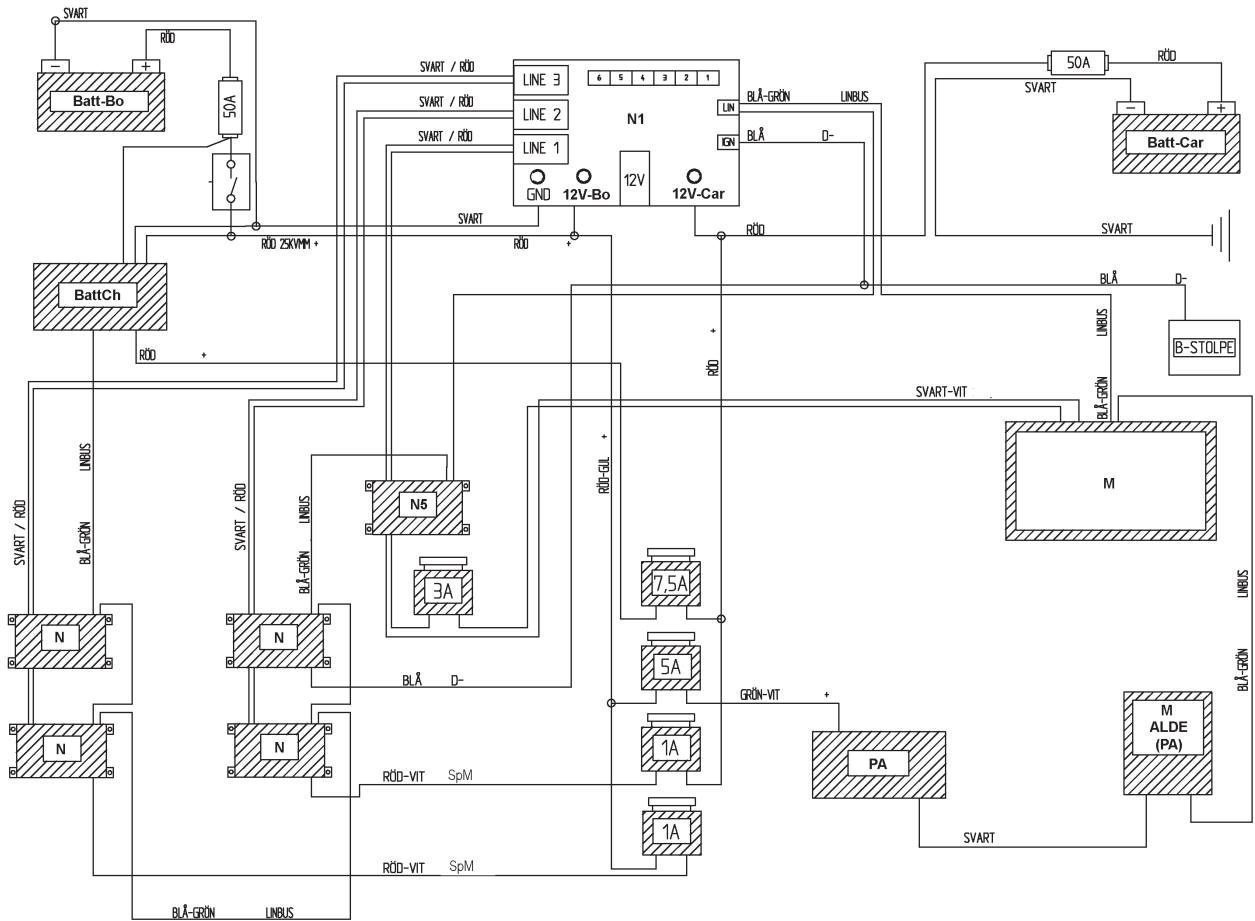 SVART
RÖD
Batt-Bo
50A
SVART / RÖD
SVART / RÖD
SVART / RÖD
LINE 3
LINE 2
LINE 1
6 5 4 3 2 1
N1
LIN
IGN
GND
12V-Bo
12V
12V-Car
BLÅ-GRÖN LINBUS
BLÅ D-
50A
RÖD
SVART
- +
Batt-Car
SVART
RÖD 25KVMM +
RÖD +
RÖD
SVART
BattCh
RÖD +
BLÅ D-
B-STOLPE
LINBUS
BLÅ-GRÖN
RÖD +
SVART-VIT
M
RÖD-GUL +
SVART / RÖD
BLÅ-GRÖN LINBUS
SVART / RÖD
BLÅ-GRÖN LINBUS
N5
3A
7,5A
5A
1A
1A
N
N
N
N
BLÅ D-
GRÖN-VIT +
PA
M
ALDE
(PA)
LINBUS
BLÅ-GRÖN
RÖD-VIT SpM
SVART
RÖD-VIT SpM
BLÅ-GRÖN LINBUS